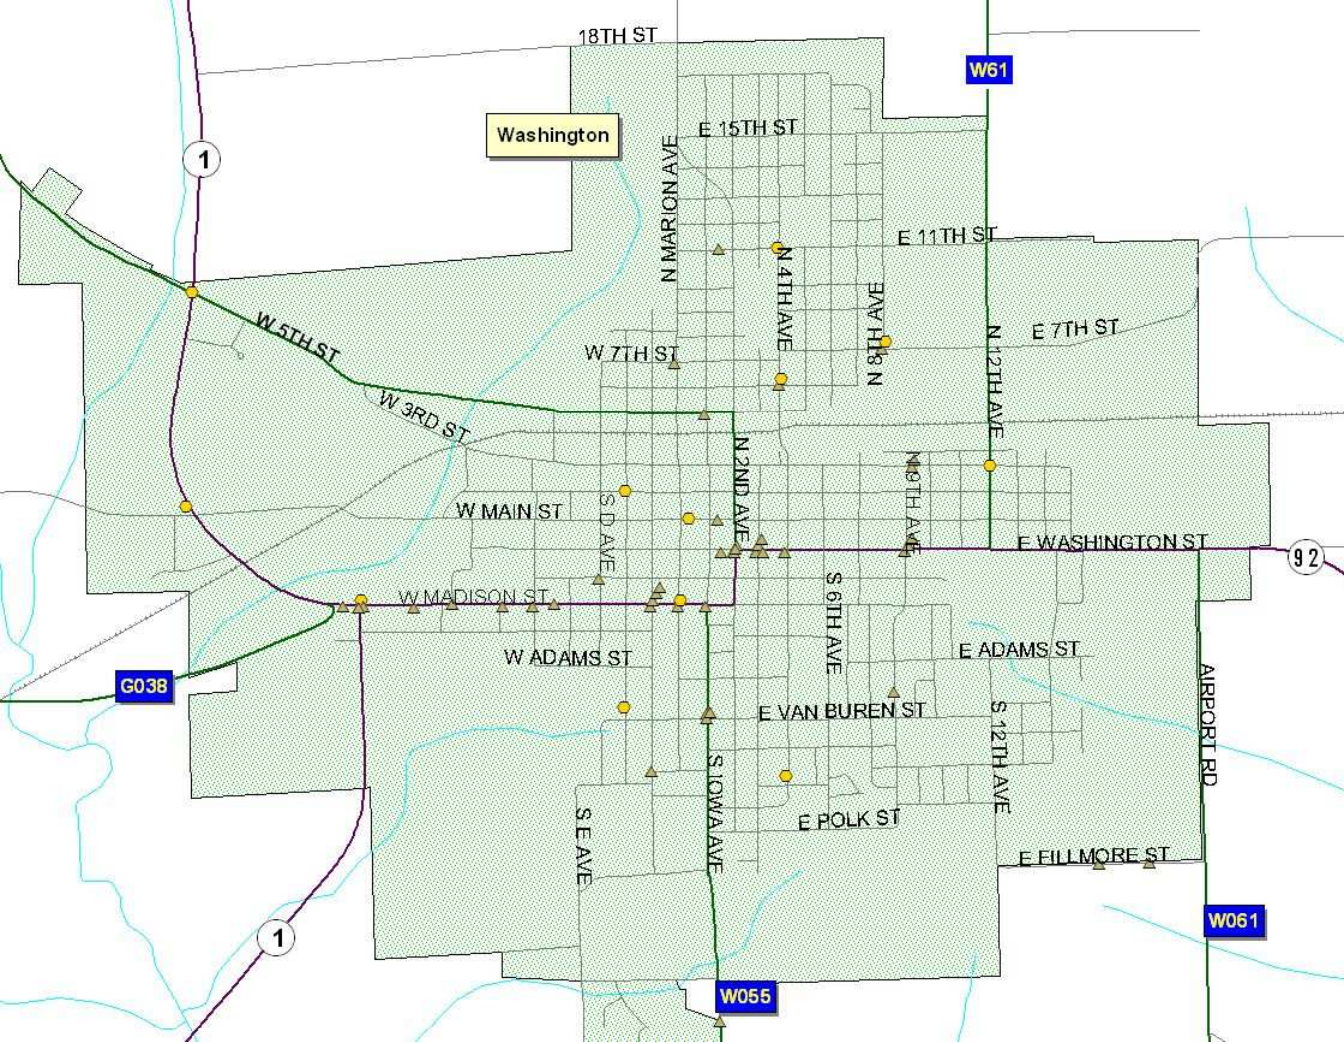 18TH ST
W61
Washington
E 15TH ST
1
N MARION AVE
E 11TH ST
N 4TH AVE
N 8TH AVE
W 5TH ST
E 7TH ST
W 7TH ST
N 12TH AVE
W 3RD ST
N 2ND AVE
N 9TH AVE
S D AVE
W MAIN ST
E WASHINGTON ST
92
W MADISON ST
S 6TH AVE
E ADAMS ST
W ADAMS ST
G038
AIRPORT RD
E VAN BUREN ST
S 12TH AVE
S IOWA AVE
S E AVE
E POLK ST
E FILLMORE ST
W061
1
W055